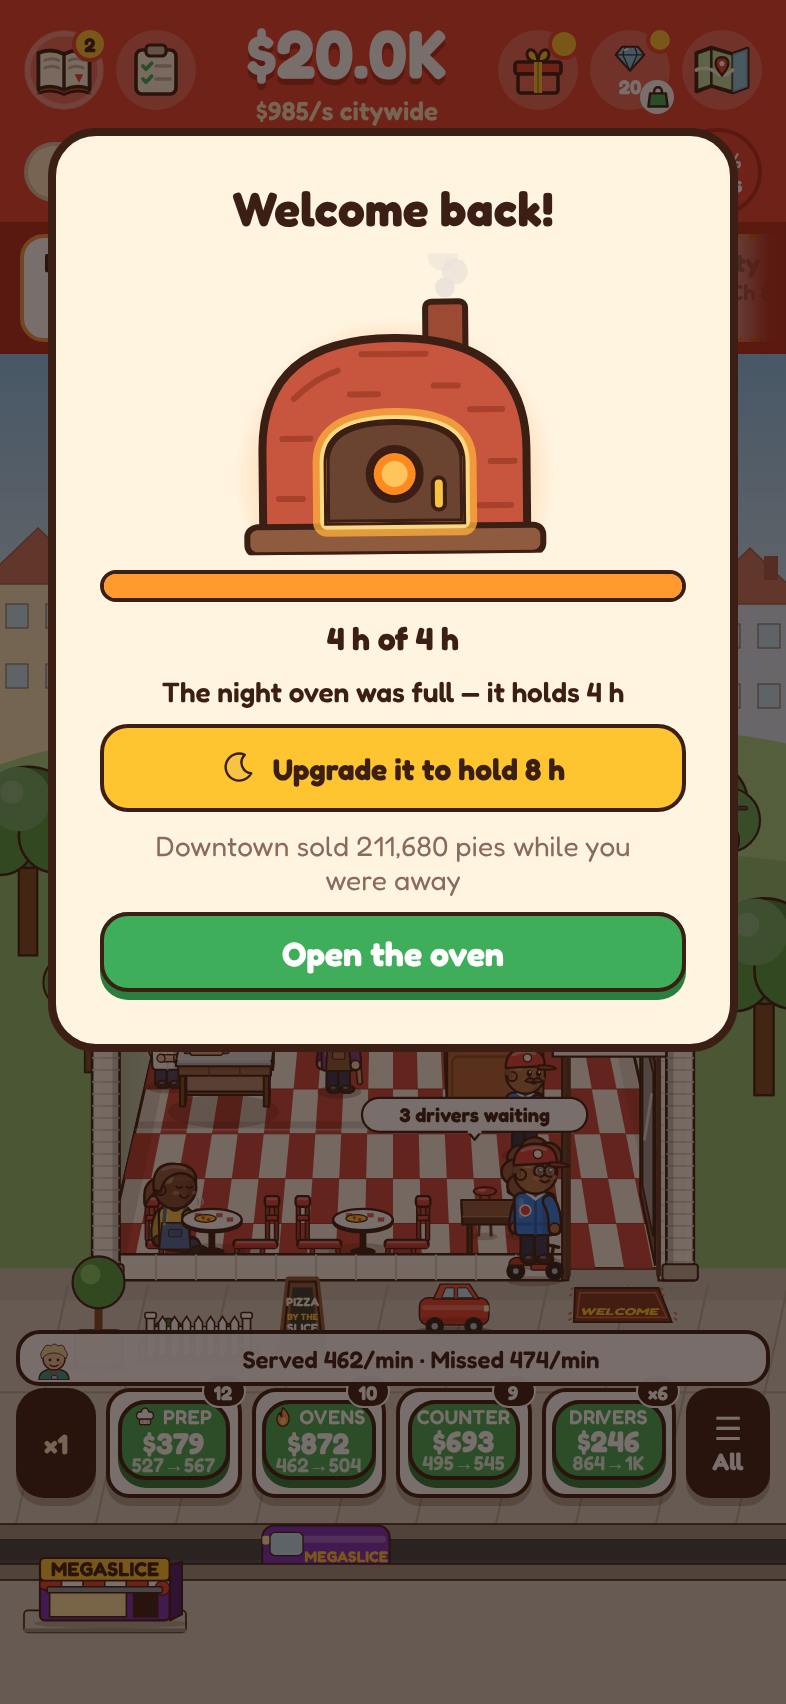 2
$20.0K
$985/s citywide
20
Welcome back!
4 h of 4 h
The night oven was full – it holds 4 h
Upgrade it to hold 8 h
Downtown sold 211,680 pies while you
were away
Open the oven
3 drivers waiting
PIZZA
BY THE
SLICE
WELCOME
Served 462/min · Missed 474/min
x1
12
PREP
$379
527→567
10
OVENS
$872
462→504
9
COUNTER
$693
495→545
x6
DRIVERS
$246
864→1K
All
MEGASLICE
MEGASLICE